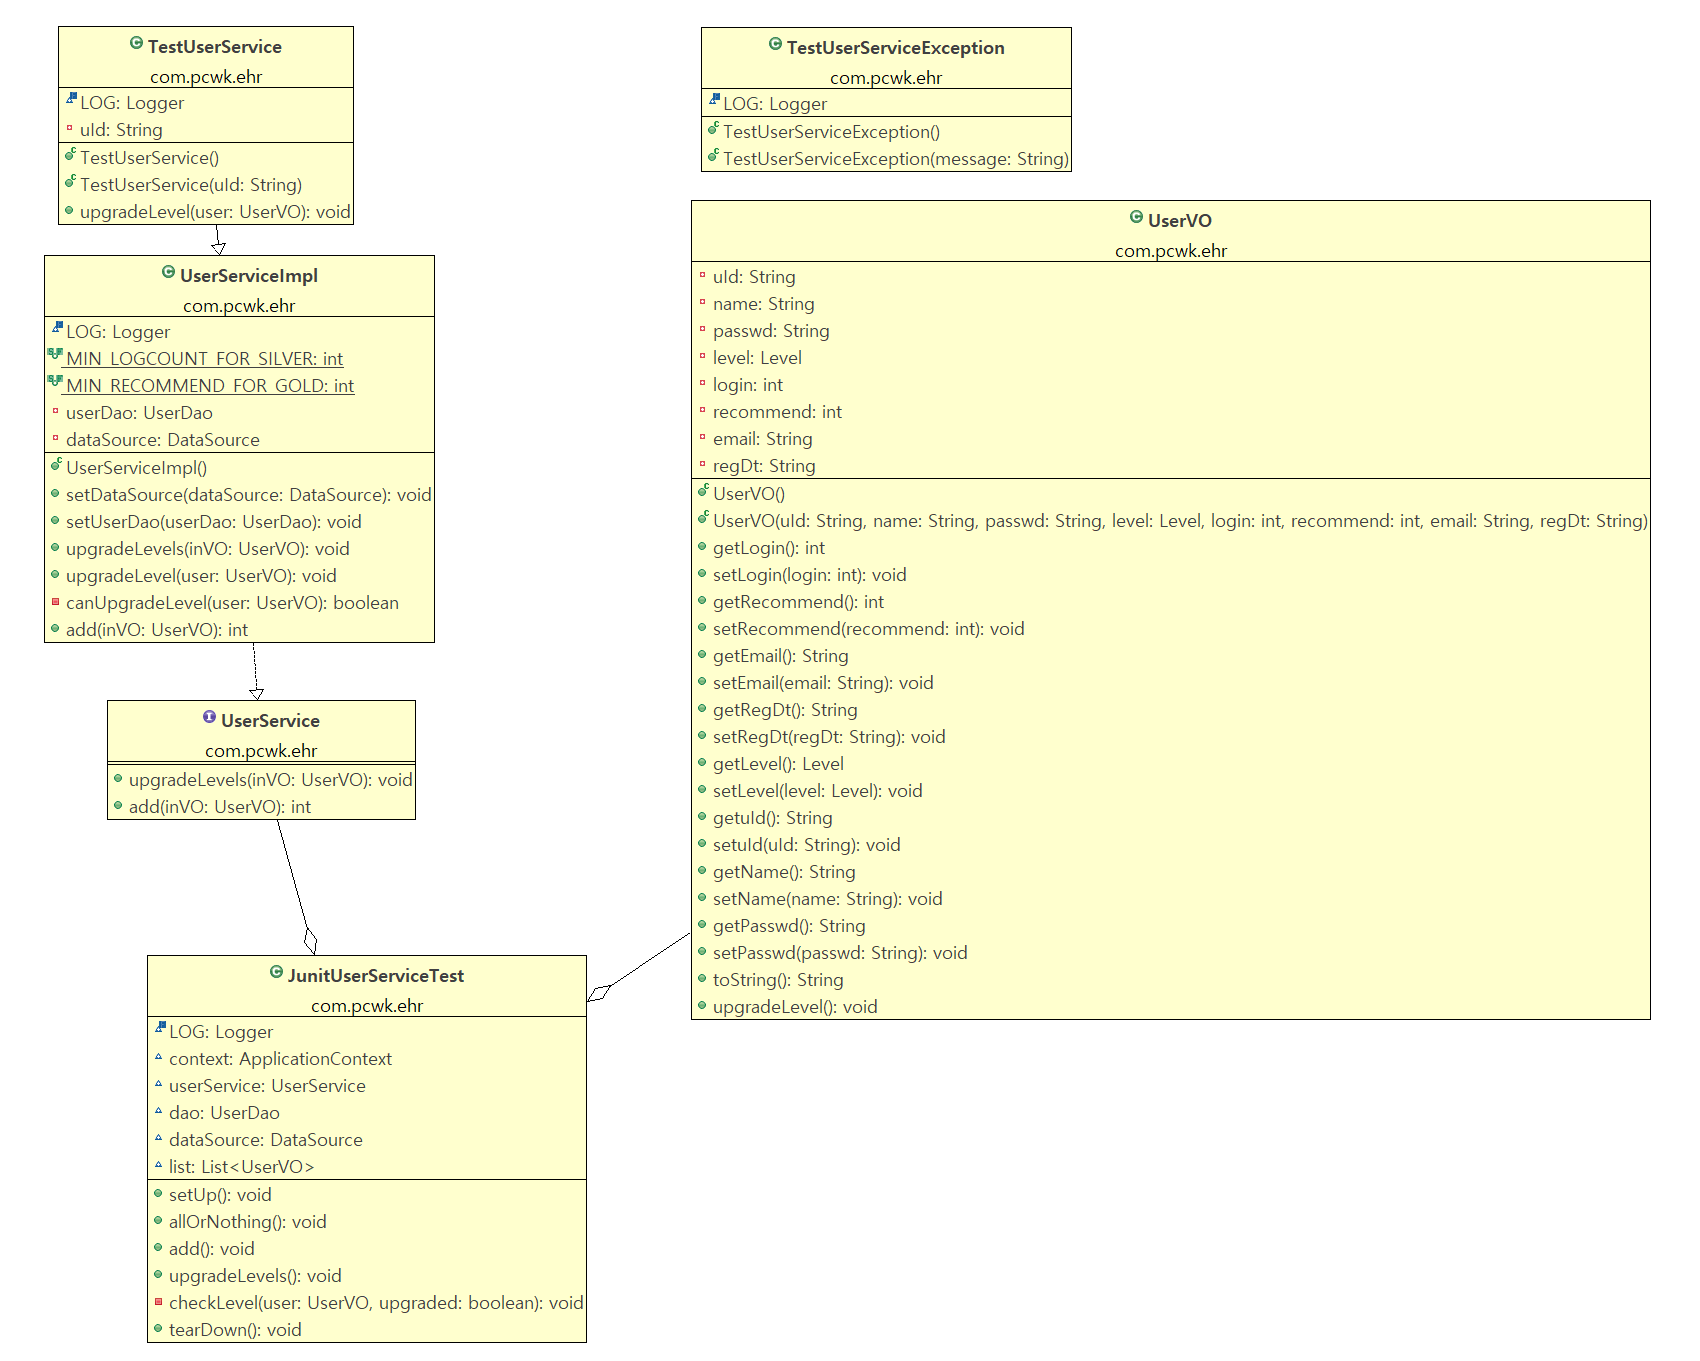 TestUserService
com.pcwk.ehr
LOG: Logger
uId: String
TestUserService()
TestUserService(uId: String)
upgradeLevel(user: UserVO): void
TestUserServiceException
com.pcwk.ehr
LOG: Logger
TestUserServiceException()
TestUserServiceException(message: String)
UserServiceImpl
com.pcwk.ehr
LOG: Logger
MIN_LOGCOUNT_FOR_SILVER: int
MIN_RECOMMEND_FOR_GOLD: int
userDao: UserDao
dataSource: DataSource
UserServiceImpl()
setDataSource(dataSource: DataSource): void
setUserDao(userDao: UserDao): void
upgradeLevels(inVO: UserVO): void
upgradeLevel(user: UserVO): void
canUpgradeLevel(user: UserVO): boolean
add(inVO: UserVO): int
UserVO
com.pcwk.ehr
uId: String
name: String
passwd: String
level: Level
login: int
recommend: int
email: String
regDt: String
UserVO()
UserVO(uId: String, name: String, passwd: String, level: Level, login: int, recommend: int, email: String, regDt: String)
getLogin(): int
setLogin(login: int): void
getRecommend(): int
setRecommend(recommend: int): void
getEmail(): String
setEmail(email: String): void
getRegDt(): String
setRegDt(regDt: String): void
getLevel(): Level
setLevel(level: Level): void
getuId(): String
setuId(uId: String): void
getName(): String
setName(name: String): void
getPasswd(): String
setPasswd(passwd: String): void
toString(): String
upgradeLevel(): void
UserService
com.pcwk.ehr
upgradeLevels(inVO: UserVO): void
add(inVO: UserVO): int
JunitUserServiceTest
com.pcwk.ehr
LOG: Logger
context: ApplicationContext
userService: UserService
dao: UserDao
dataSource: DataSource
list: List<UserVO>
setUp(): void
allOrNothing(): void
add(): void
upgradeLevels(): void
checkLevel(user: UserVO, upgraded: boolean): void
tearDown(): void